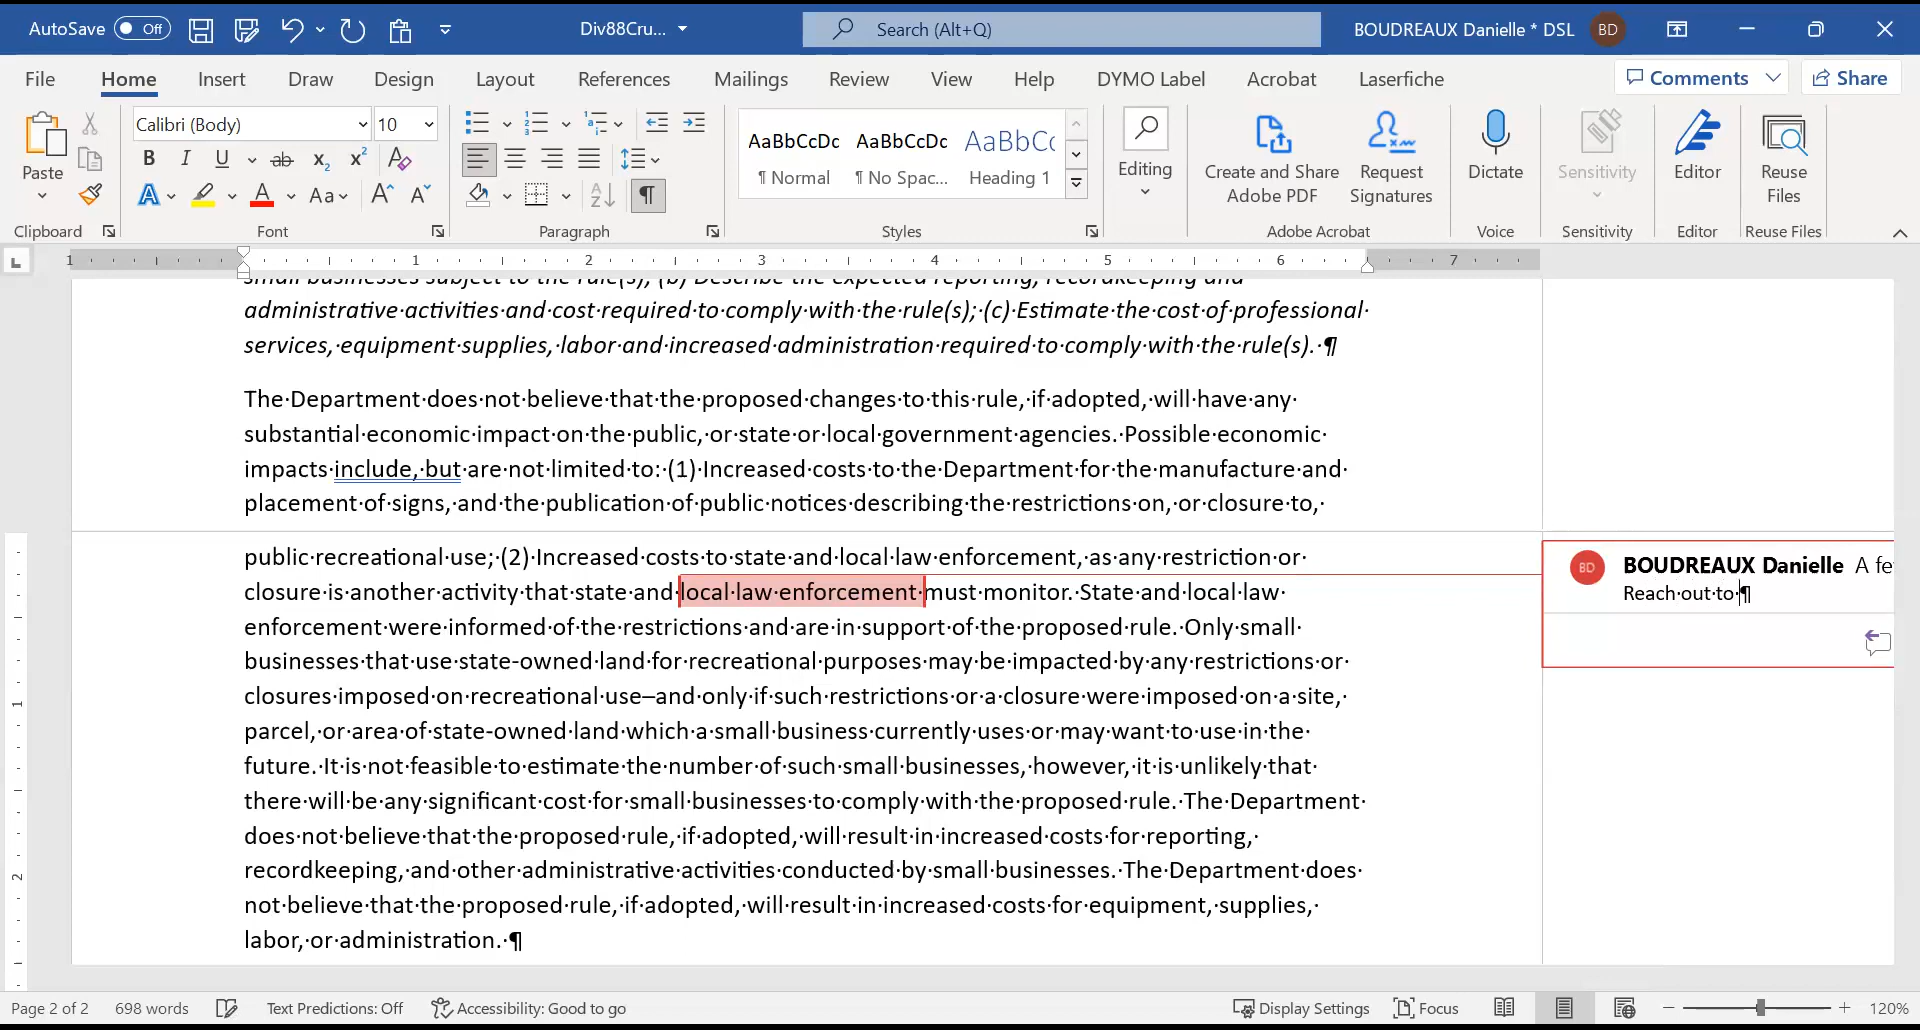 AutoSave Off Div88Cru... Search (Alt+Q) BOUDREAUX Danielle * DSL BD
File Home Insert Draw Design Layout References Mailings Review View Help DYMO Label Acrobat Laserfiche Comments Share
Calibri (Body) 10
Paste
B I U ab x₂ x² A
A A Aa A A
AaBbCcDc AaBbCcDc AaBbCc
¶ Normal ¶ No Spac... Heading 1
Editing
Create and Share Adobe PDF
Request Signatures
Dictate
Sensitivity
Editor
Reuse Files
Clipboard Font Paragraph Styles Adobe Acrobat Voice Sensitivity Editor Reuse Files
1 1 2 3 4 5 6 7
small businesses subject to the rule(s); (b) Describe the expected reporting, recordkeeping and
administrative activities and cost required to comply with the rule(s); (c) Estimate the cost of professional
services, equipment supplies, labor and increased administration required to comply with the rule(s). ¶
The Department does not believe that the proposed changes to this rule, if adopted, will have any
substantial economic impact on the public, or state or local government agencies. Possible economic
impacts include, but are not limited to: (1) Increased costs to the Department for the manufacture and
placement of signs, and the publication of public notices describing the restrictions on, or closure to,
public recreational use; (2) Increased costs to state and local law enforcement, as any restriction or
closure is another activity that state and local law enforcement must monitor. State and local law
enforcement were informed of the restrictions and are in support of the proposed rule. Only small
businesses that use state-owned land for recreational purposes may be impacted by any restrictions or
closures imposed on recreational use–and only if such restrictions or a closure were imposed on a site,
parcel, or area of state-owned land which a small business currently uses or may want to use in the
future. It is not feasible to estimate the number of such small businesses, however, it is unlikely that
there will be any significant cost for small businesses to comply with the proposed rule. The Department
does not believe that the proposed rule, if adopted, will result in increased costs for reporting,
recordkeeping, and other administrative activities conducted by small businesses. The Department does
not believe that the proposed rule, if adopted, will result in increased costs for equipment, supplies,
labor, or administration. ¶
BD BOUDREAUX Danielle A fe
Reach out to ¶
1
2
Page 2 of 2 698 words Text Predictions: Off Accessibility: Good to go Display Settings Focus 120%